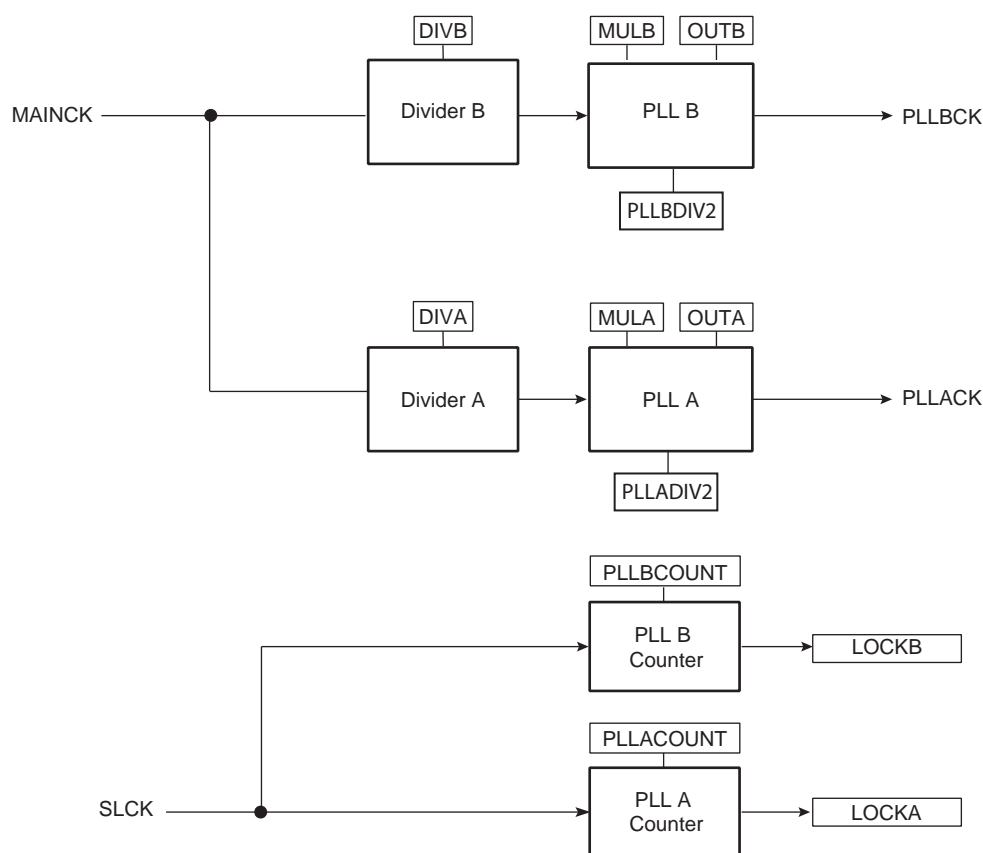 DIVB
MULB
OUTB
MAINCK
Divider B
PLL B
PLLBCK
PLLBDIV2
DIVA
MULA
OUTA
Divider A
PLL A
PLLACK
PLLADIV2
PLLBCOUNT
PLL B
Counter
LOCKB
PLLACOUNT
SLCK
PLL A
Counter
LOCKA